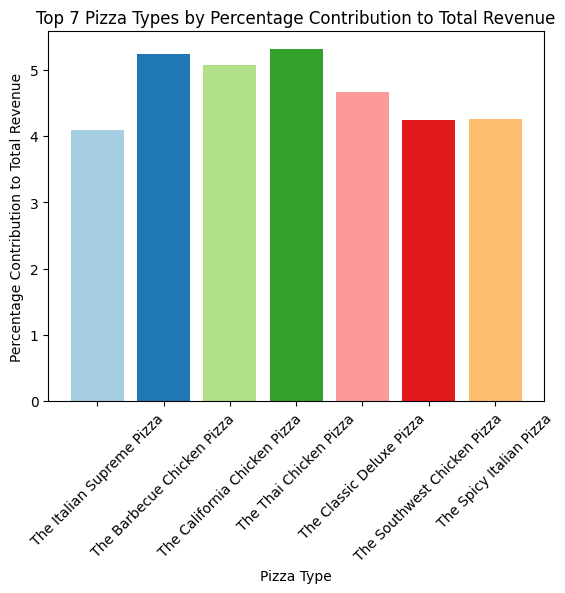 Top 7 Pizza Types by Percentage Contribution to Total Revenue
Percentage Contribution to Total Revenue
5
4
3
2
1
0
The Italian Supreme Pizza
The Barbecue Chicken Pizza
The California Chicken Pizza
The Thai Chicken Pizza
The Classic Deluxe Pizza
The Southwest Chicken Pizza
The Spicy Italian Pizza
Pizza Type